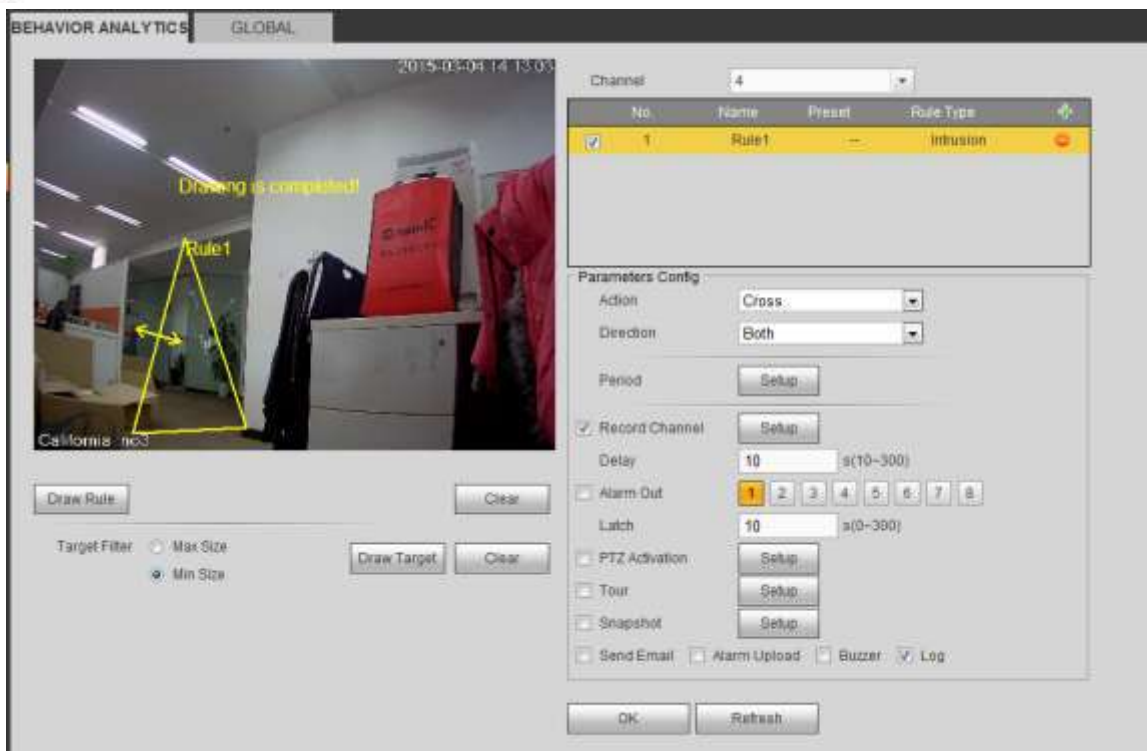 BEHAVIOR ANALYTICS GLOBAL
2015-03-04 14:13:03
Drawing is completed!
Rule1
California no3
Draw Rule Clear
Target Filter Max Size
Min Size
Draw Target Clear
Channel 4
No. Name Preset Rule Type
1 Rule1 -- Intrusion
Parameters Config
Action Cross
Direction Both
Period Setup
Record Channel Setup
Delay 10 s(10~300)
Alarm Out 1 2 3 4 5 6 7 8
Latch 10 s(0~300)
PTZ Activation Setup
Tour Setup
Snapshot Setup
Send Email Alarm Upload Buzzer Log
OK Refresh